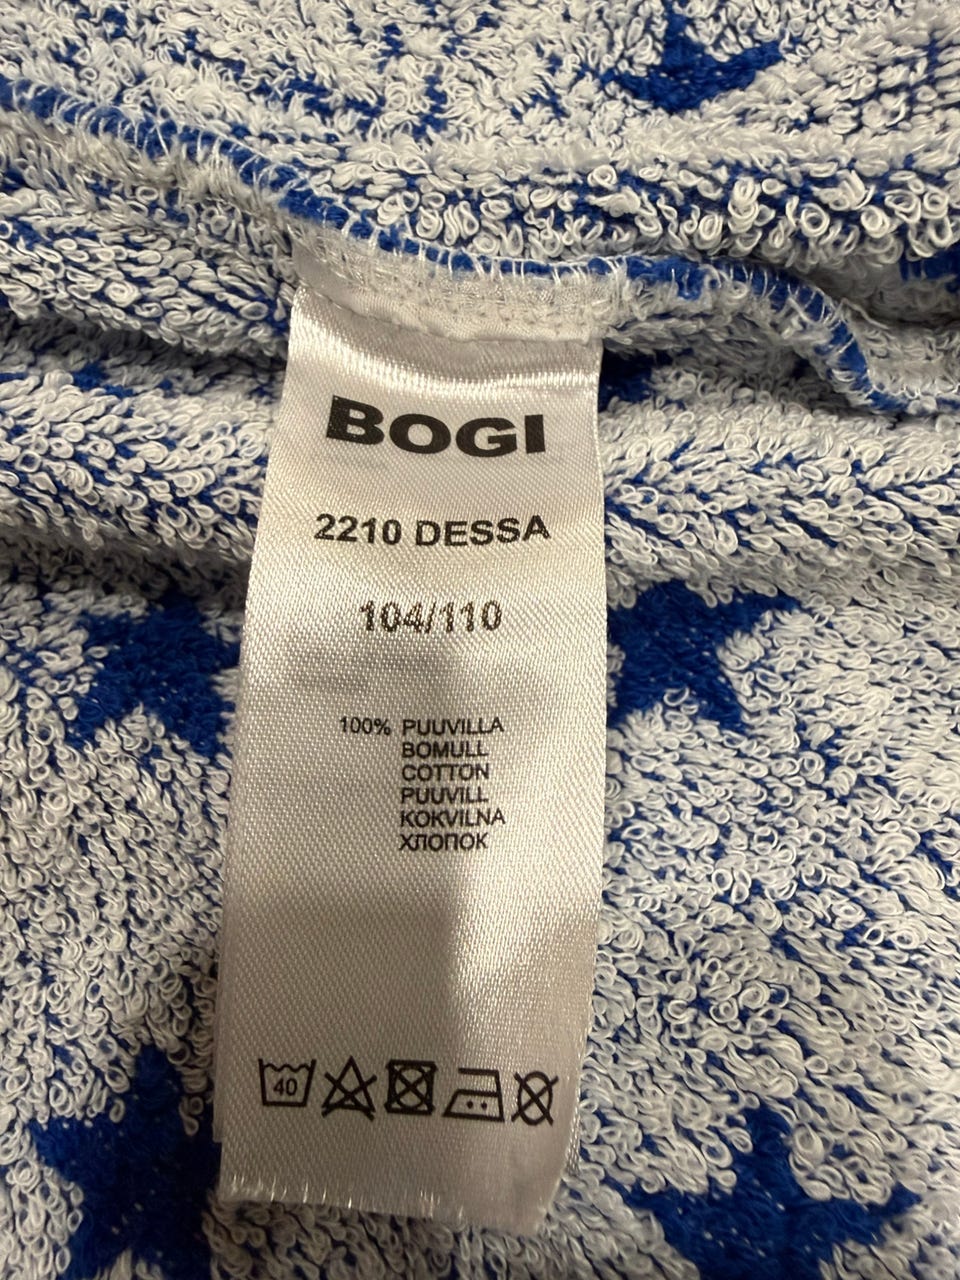 BOGI
2210 DESSA
104/110
100% PUUVILLA
BOMULL
COTTON
PUUVILL
KOKVILNA
ХЛОПОК
40